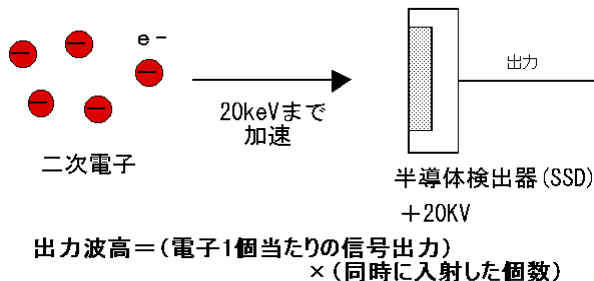 e-
出力
20keVまで
加速
二次電子
半導体検出器(SSD)
+20KV
出力波高=(電子1個当たりの信号出力)
×(同時に入射した個数)